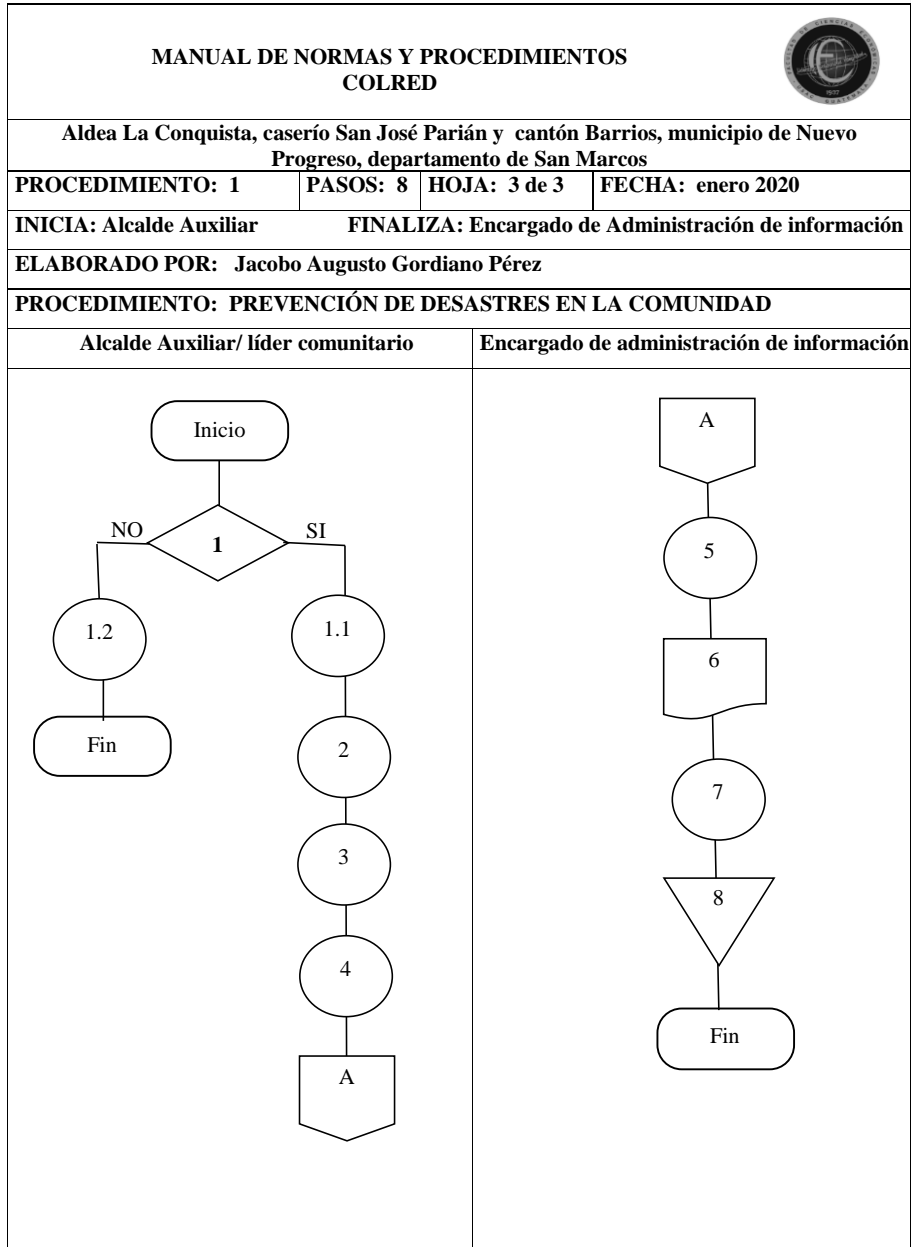 MANUAL DE NORMAS Y PROCEDIMIENTOS
COLRED
Aldea La Conquista, caserío San José Parián y cantón Barrios, municipio de Nuevo
Progreso, departamento de San Marcos
PROCEDIMIENTO: 1 PASOS: 8 HOJA: 3 de 3 FECHA: enero 2020
INICIA: Alcalde Auxiliar FINALIZA: Encargado de Administración de información
ELABORADO POR: Jacobo Augusto Gordiano Pérez
PROCEDIMIENTO: PREVENCIÓN DE DESASTRES EN LA COMUNIDAD
Alcalde Auxiliar/ líder comunitario
Inicio
NO 1 SI
1.2 1.1
Fin 2
3
4
A
Encargado de administración de información
A
5
6
7
8
Fin